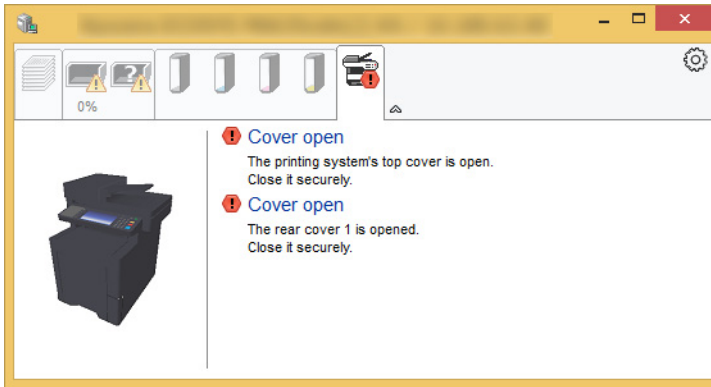 0%
Cover open
The printing system's top cover is open.
Close it securely.
Cover open
The rear cover 1 is opened.
Close it securely.